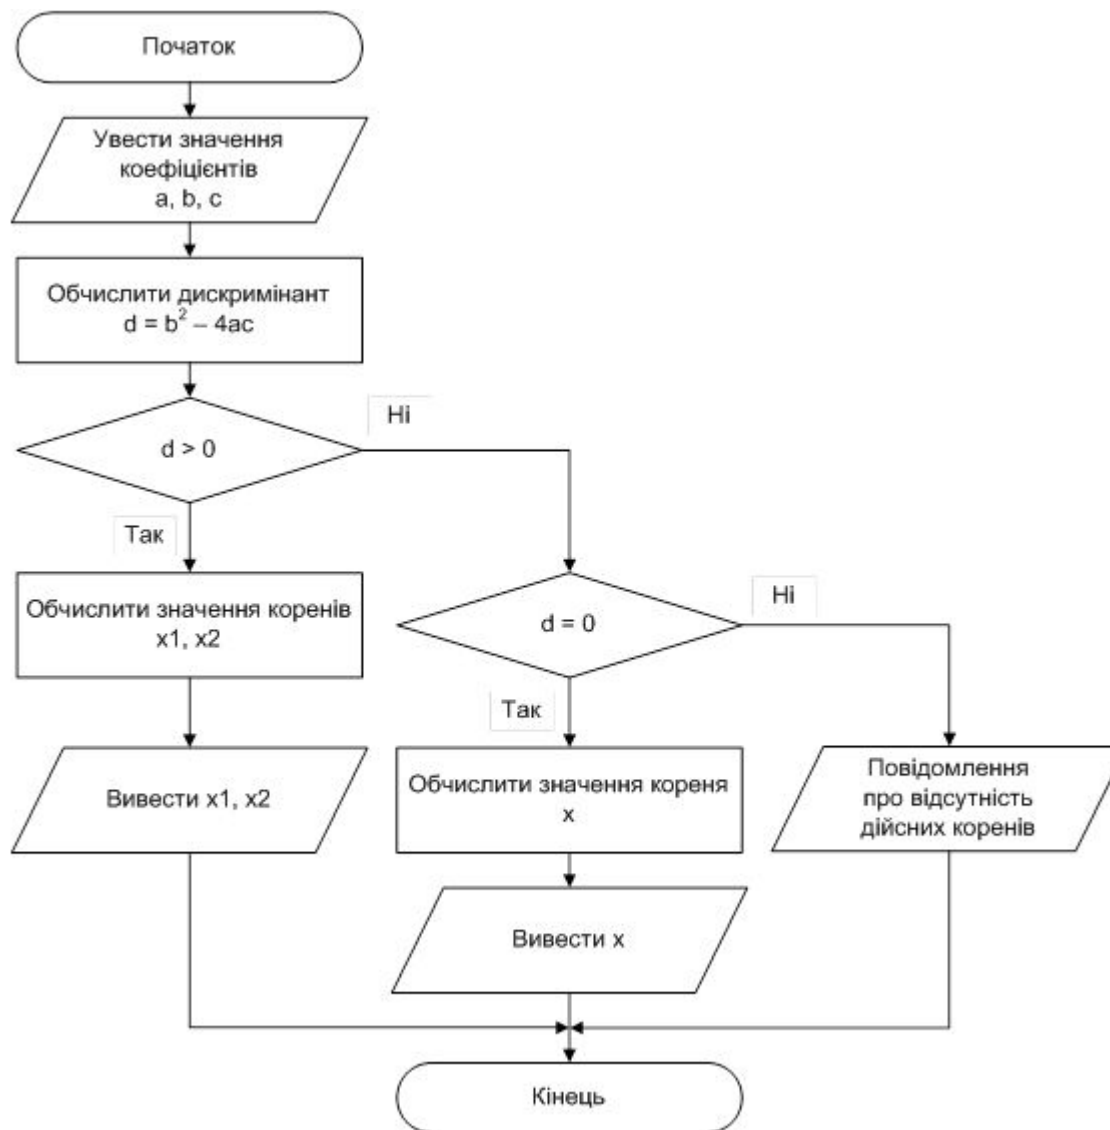 Початок
Увести значення
коефіцієнтів
a, b, c
Обчислити дискримінант
d = b² – 4ac
d > 0
Ні
Так
Обчислити значення коренів
x1, x2
Вивести x1, x2
d = 0
Ні
Так
Обчислити значення кореня
x
Вивести x
Повідомлення
про відсутність
дійсних коренів
Кінець